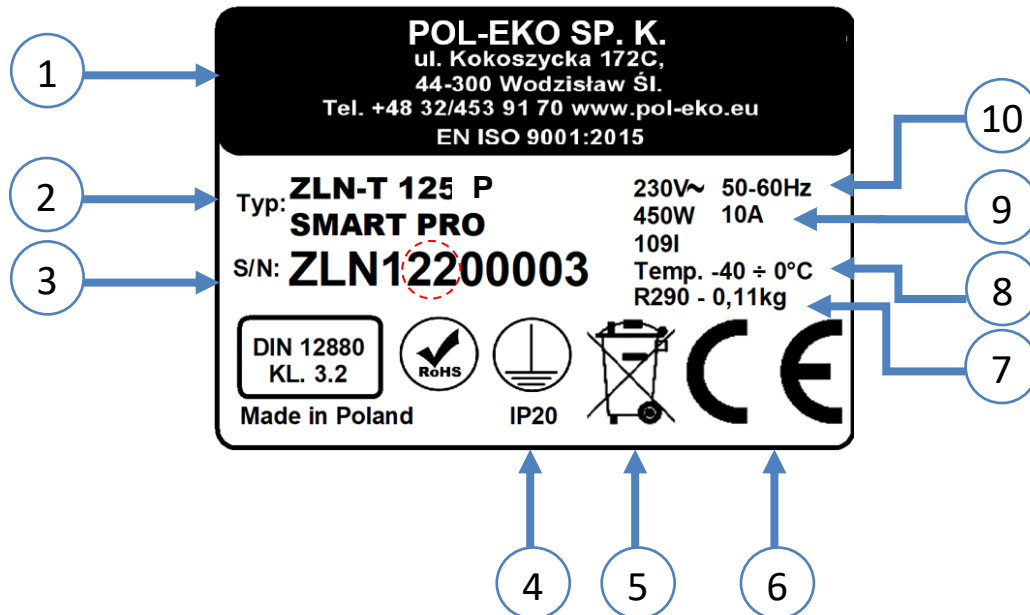 POL-EKO SP. K.
ul. Kokoszycka 172C,
44-300 Wodzisław Śl.
Tel. +48 32/453 91 70 www.pol-eko.eu
EN ISO 9001:2015
1
2
3
Typ: ZLN-T 125 P
SMART PRO
S/N: ZLN12200003
230V~ 50-60Hz
450W 10A
109l
Temp. -40 ÷ 0°C
R290 - 0,11kg
10
9
8
7
DIN 12880
KL. 3.2
RoHS
CE
Made in Poland
IP20
4
5
6